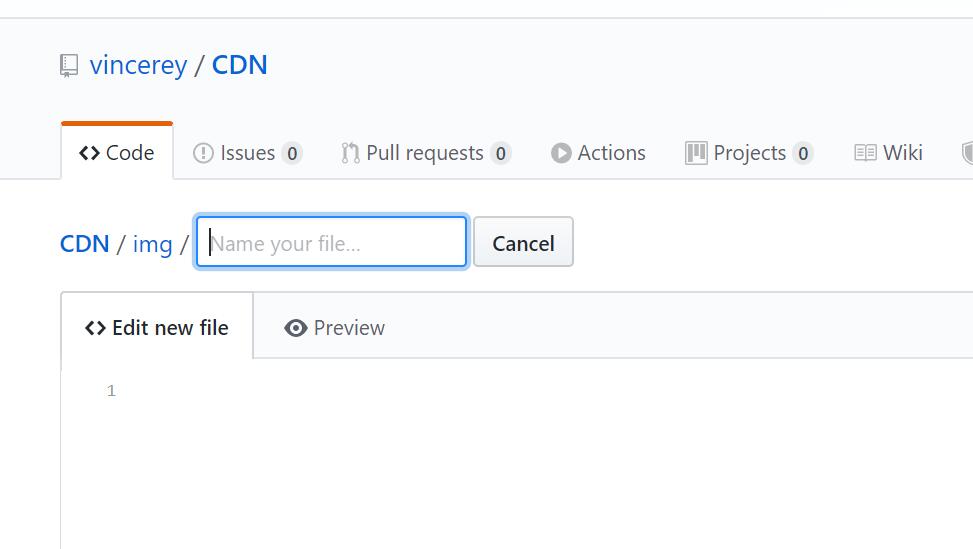 vincerey / CDN
Code Issues 0 Pull requests 0 Actions Projects 0 Wiki
CDN / img / Name your file... Cancel
Edit new file Preview
1